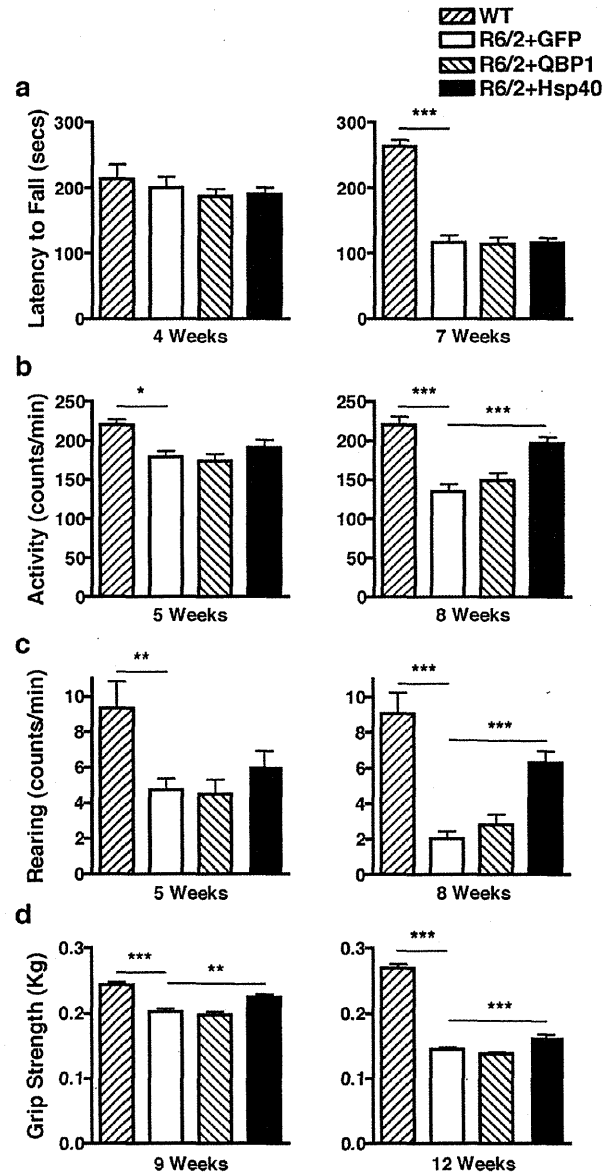 WT
R6/2+GFP
R6/2+QBP1
R6/2+Hsp40
a
Latency to Fall (secs)
300
200
100
0
4 Weeks
***
300
200
100
0
7 Weeks
b
Activity (counts/min)
250
200
150
100
50
0
*
5 Weeks
250
200
150
100
50
0
***
***
8 Weeks
c
Rearing (counts/min)
10
8
6
4
2
0
**
5 Weeks
10
8
6
4
2
0
***
***
8 Weeks
d
Grip Strength (Kg)
0.3
0.2
0.1
0.0
***
**
9 Weeks
0.3
0.2
0.1
0.0
***
***
12 Weeks